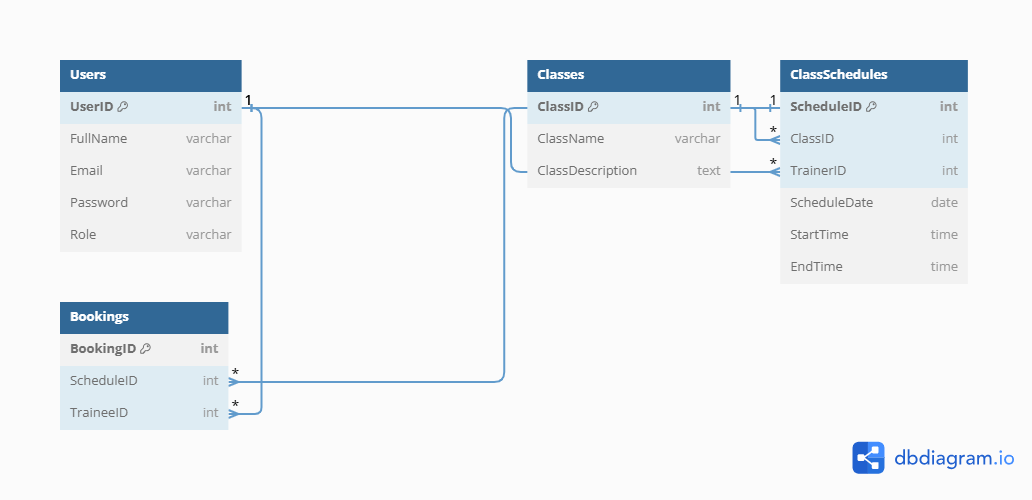 Users
UserID int
FullName varchar
Email varchar
Password varchar
Role varchar
1
Classes
ClassID int
ClassName varchar
ClassDescription text
1
1
ClassSchedules
ScheduleID int
* ClassID int
* TrainerID int
ScheduleDate date
StartTime time
EndTime time
Bookings
BookingID int
ScheduleID int *
TraineeID int *
dbdiagram.io